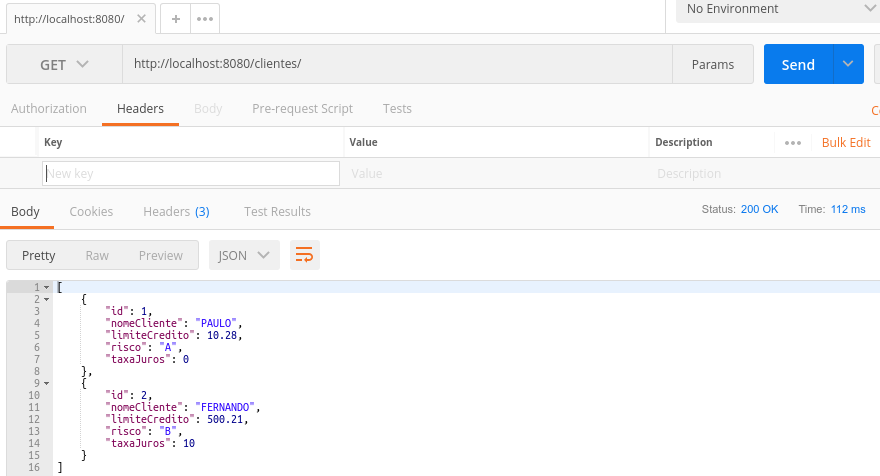 http://localhost:8080/
No Environment
GET http://localhost:8080/clientes/ Params Send
Authorization Headers Body Pre-request Script Tests
Key Value Description Bulk Edit
New key Value Description
Body Cookies Headers (3) Test Results Status: 200 OK Time: 112 ms
Pretty Raw Preview JSON
1 [
2 {
3 "id": 1,
4 "nomeCliente": "PAULO",
5 "limiteCredito": 10.28,
6 "risco": "A",
7 "taxaJuros": 0
8 },
9 {
10 "id": 2,
11 "nomeCliente": "FERNANDO",
12 "limiteCredito": 500.21,
13 "risco": "B",
14 "taxaJuros": 10
15 }
16 ]